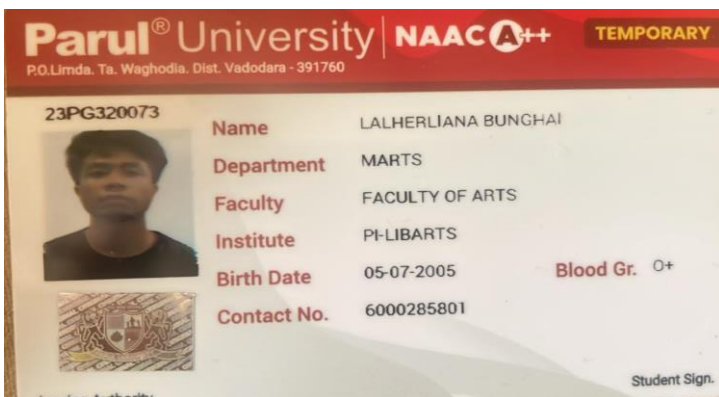 Parul® University NAAC A++ TEMPORARY
P.O.Limda. Ta. Waghodia. Dist. Vadodara - 391760
23PG320073
Name LALHERLIANA BUNGHAI
Department MARTS
Faculty FACULTY OF ARTS
Institute PI-LIBARTS
Birth Date 05-07-2005 Blood Gr. O+
Contact No. 6000285801
Student Sign.
Authority